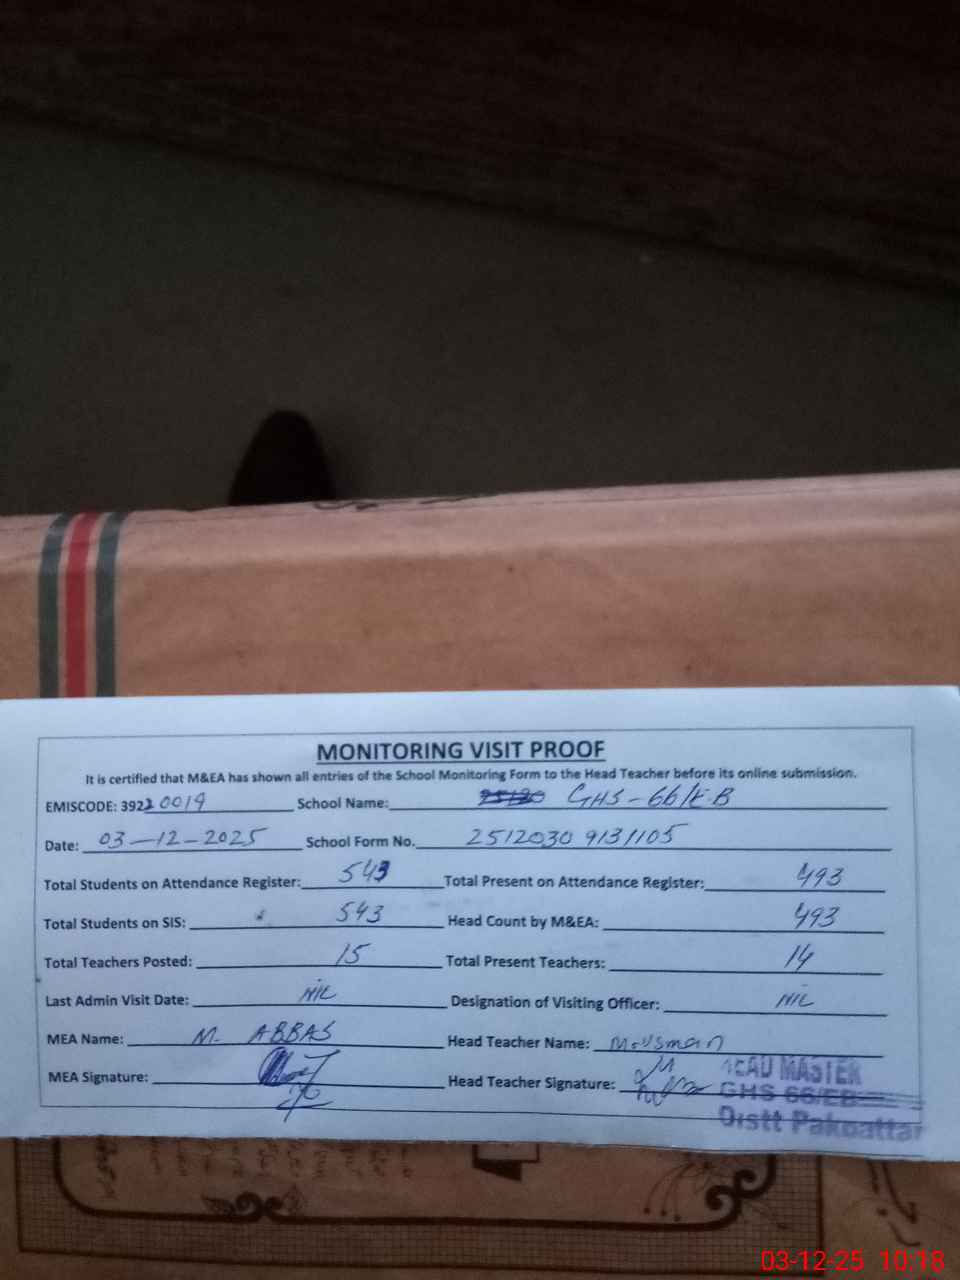 MONITORING VISIT PROOF
It is certified that M&EA has shown all entries of the School Monitoring Form to the Head Teacher before its online submission.
EMISCODE: 39220019 School Name: GHS-66/E.B
Date: 03-12-2025 School Form No. 2512030 9131105
Total Students on Attendance Register: 543 Total Present on Attendance Register: 493
Total Students on SIS: 543 Head Count by M&EA: 493
Total Teachers Posted: 15 Total Present Teachers: 14
Last Admin Visit Date: NIL Designation of Visiting Officer: NIL
MEA Name: M. ABBAS Head Teacher Name: M.Usman
MEA Signature: Head Teacher Signature:
HEAD MASTER
GHS 66/EB
Distt Pakpattan
03-12-25 10:18